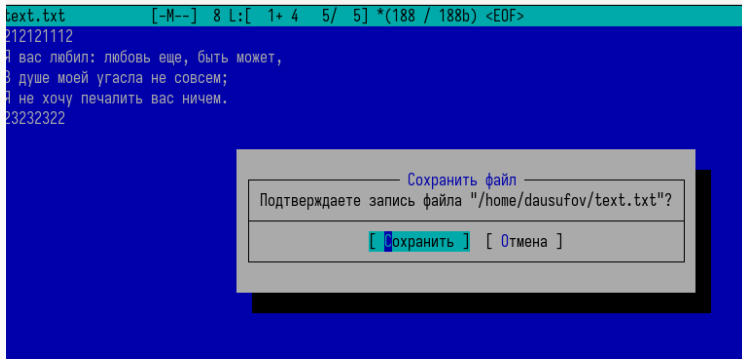 text.txt [-M--] 8 L:[ 1+ 4 5/ 5] *(188 / 188b) <EOF>
212121112
Я вас любил: любовь еще, быть может,
В душе моей угасла не совсем;
Я не хочу печалить вас ничем.
23232322
Сохранить файл
Подтверждаете запись файла "/home/dausufov/text.txt"?
[ Сохранить ] [ Отмена ]